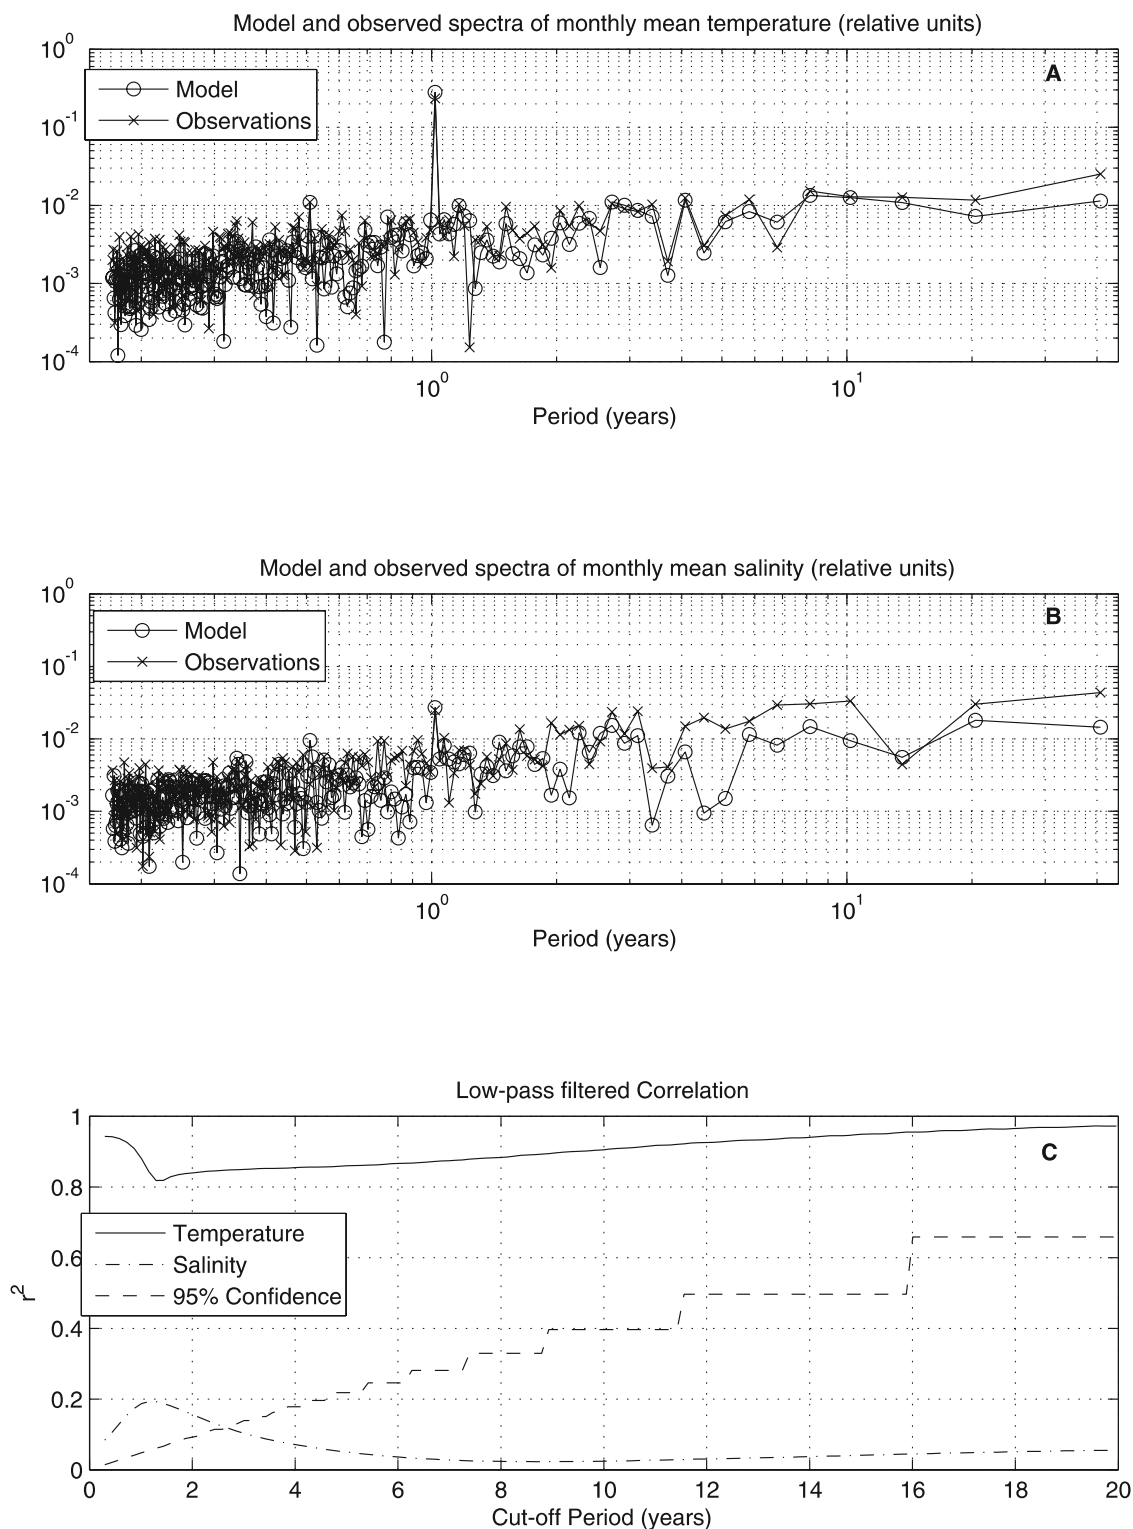 Model and observed spectra of monthly mean temperature (relative units)
10^0
A
Model
Observations
10^-1
10^-2
10^-3
10^-4
10^0 10^1
Period (years)
Model and observed spectra of monthly mean salinity (relative units)
10^0
B
Model
Observations
10^-1
10^-2
10^-3
10^-4
10^0 10^1
Period (years)
Low-pass filtered Correlation
1
C
0.8
Temperature
0.6
Salinity
r^2
95% Confidence
0.4
0.2
0
0 2 4 6 8 10 12 14 16 18 20
Cut-off Period (years)